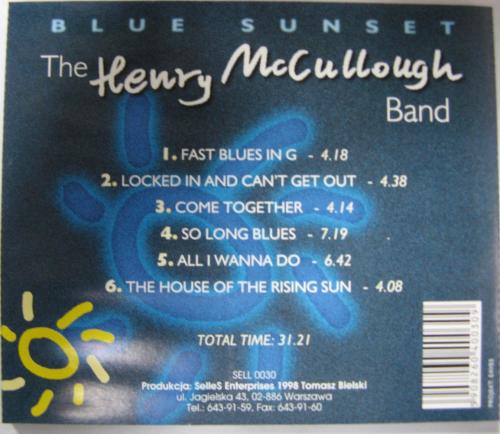 BLUE SUNSET
The Henry McCullough
Band
1. FAST BLUES IN G - 4.18
2. LOCKED IN AND CAN'T GET OUT - 4.38
3. COME TOGETHER - 4.14
4. SO LONG BLUES - 7.19
5. ALL I WANNA DO - 6.42
6. THE HOUSE OF THE RISING SUN - 4.08
TOTAL TIME: 31.21
SELL 0030
Produkcja: SelleS Enterprises 1998 Tomasz Bielski
ul. Jagielska 43, 02-886 Warszawa
Tel.: 643-91-59, Fax: 643-91-60